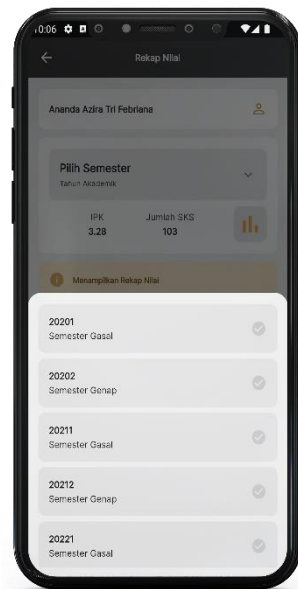 10:06
Rekap Nilai
Ananda Azira Tri Febriana
Pilih Semester
Tahun Akademik
IPK
Jumlah SKS
3.28
103
Menampilkan Rekap Nilai
20201
Semester Gasal
20202
Semester Genap
20211
Semester Gasal
20212
Semester Genap
20221
Semester Gasal